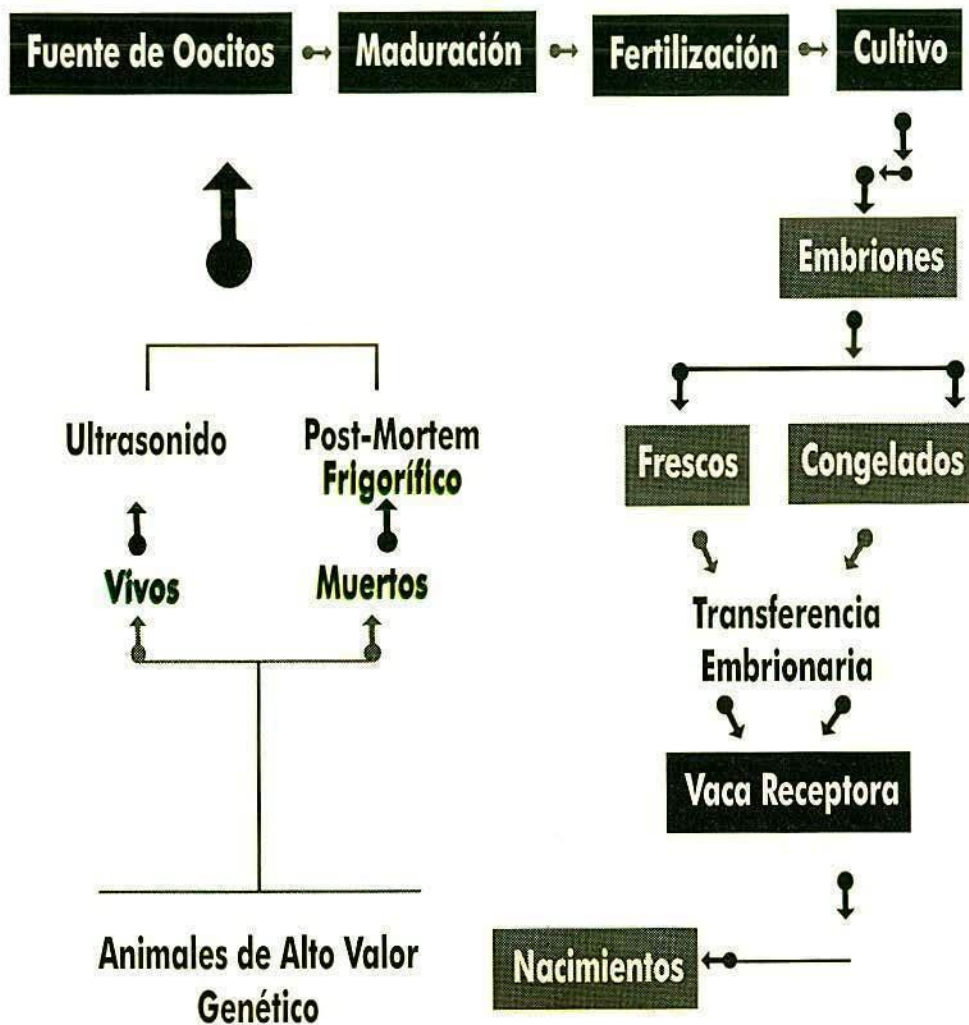 Fuente de Oocitos
Maduración
Fertilización
Cultivo
Embriones
Frescos
Congelados
Transferencia
Embrionaria
Vaca Receptora
Nacimientos
Ultrasonido
Post-Mortem
Frigorífico
Vivos
Muertos
Animales de Alto Valor
Genético